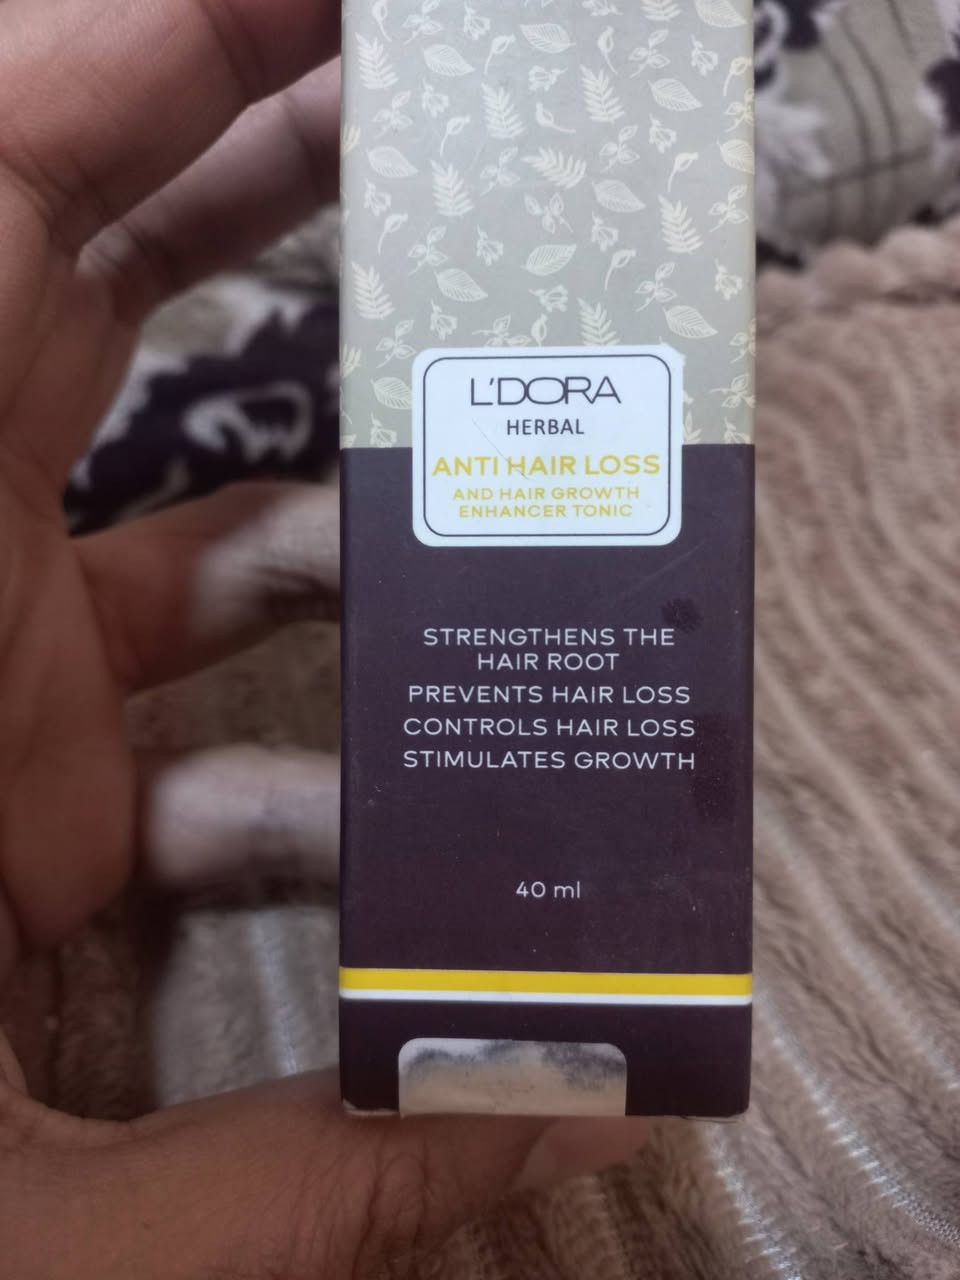 L'DORA
HERBAL
ANTI HAIR LOSS
AND HAIR GROWTH
ENHANCER TONIC
STRENGTHENS THE
HAIR ROOT
PREVENTS HAIR LOSS
CONTROLS HAIR LOSS
STIMULATES GROWTH
40 ml